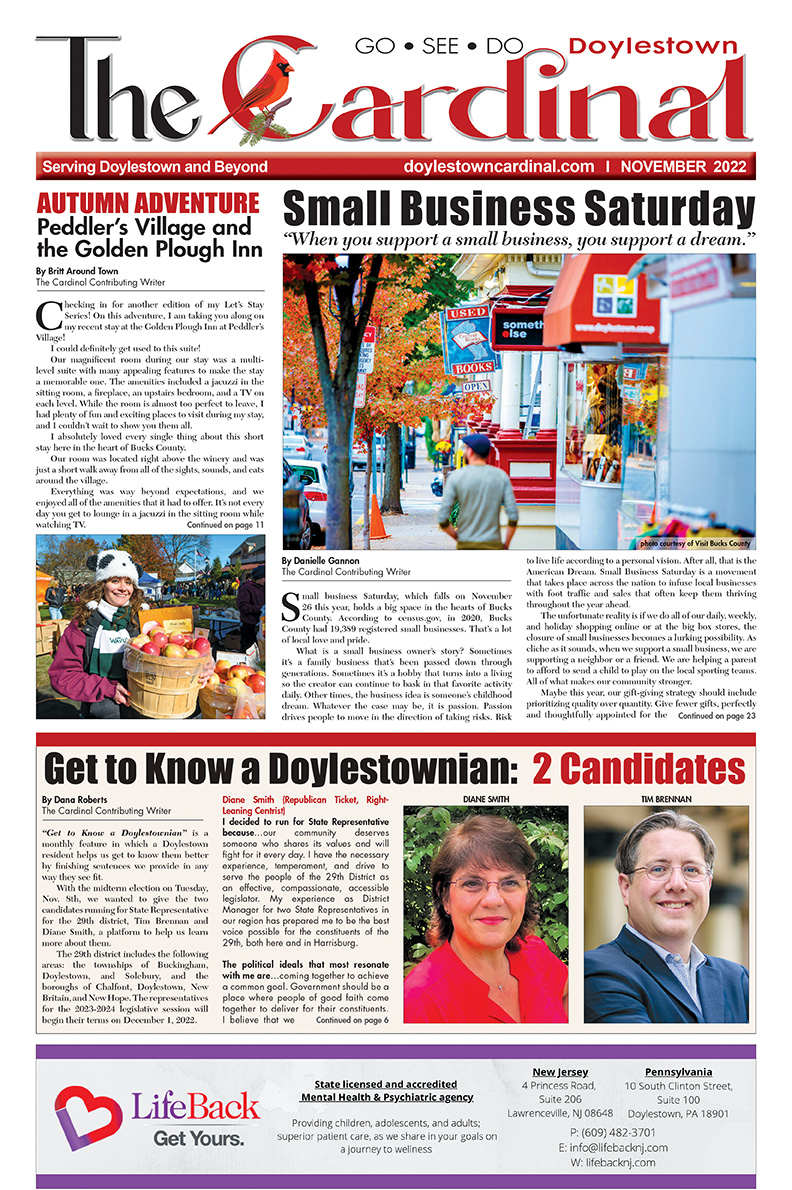 GO • SEE • DO Doylestown
The Cardinal
Serving Doylestown and Beyond
doylestowncardinal.com I NOVEMBER 2022
AUTUMN ADVENTURE
Peddler's Village and
the Golden Plough Inn
By Britt Around Town
The Cardinal Contributing Writer
Checking in for another edition of my Let's Stay
Series! On this adventure, I am taking you along on
my recent stay at the Golden Plough Inn at Peddler's
Village!
I could definitely get used to this suite!
Our magnificent room during our stay was a multi-
level suite with many appealing features to make the stay
a memorable one. The amenities included a jacuzzi in the
sitting room, a fireplace, an upstairs bedroom, and a TV on
each level. While the room is almost too perfect to leave, I
had plenty of fun and exciting places to visit during my stay,
and I couldn't wait to show you them all.
I absolutely loved every single thing about this short
stay here in the heart of Bucks County.
Our room was located right above the winery and was
just a short walk away from all of the sights, sounds, and eats
around the village.
Everything was way beyond expectations, and we
enjoyed all of the amenities that it had to offer. It's not every
day you get to lounge in a jacuzzi in the sitting room while
watching TV. Continued on page 11
Small Business Saturday
"When you support a small business, you support a dream."
USED
BOOKS
OPEN
someth
else
www.doylestown.coop
photo courtesy of Visit Bucks County
By Danielle Gannon
The Cardinal Contributing Writer
Small business Saturday, which falls on November
26 this year, holds a big space in the hearts of Bucks
County. According to census.gov, in 2020, Bucks
County had 19,389 registered small businesses. That's a lot
of local love and pride.
What is a small business owner's story? Sometimes
it's a family business that's been passed down through
generations. Sometimes it's a hobby that turns into a living
so the creator can continue to bask in that favorite activity
daily. Other times, the business idea is someone's childhood
dream. Whatever the case may be, it is passion. Passion
drives people to move in the direction of taking risks. Risk
to live life according to a personal vision. After all, that is the
American Dream. Small Business Saturday is a movement
that takes place across the nation to infuse local businesses
with foot traffic and sales that often keep them thriving
throughout the year ahead.
The unfortunate reality is if we do all of our daily, weekly,
and holiday shopping online or at the big box stores, the
closure of small businesses becomes a lurking possibility. As
cliche as it sounds, when we support a small business, we are
supporting a neighbor or a friend. We are helping a parent
to afford to send a child to play on the local sporting teams.
All of what makes our community stronger.
Maybe this year, our gift-giving strategy should include
prioritizing quality over quantity. Give fewer gifts, perfectly
and thoughtfully appointed for the Continued on page 23
Get to Know a Doylestownian: 2 Candidates
By Dana Roberts
The Cardinal Contributing Writer
"Get to Know a Doylestownian" is a
monthly feature in which a Doylestown
resident helps us get to know them better
by finishing sentences we provide in any
way they see fit.
With the midterm election on Tuesday,
Nov. 8th, we wanted to give the two
candidates running for State Representative
for the 29th district, Tim Brennan and
Diane Smith, a platform to help us learn
more about them.
The 29th district includes the following
areas: the townships of Buckingham,
Doylestown, and Solebury, and the
boroughs of Chalfont, Doylestown, New
Britain, and New Hope. The representatives
for the 2023-2024 legislative session will
begin their terms on December 1, 2022.
Diane Smith (Republican Ticket, Right-
Leaning Centrist)
I decided to run for State Representative
because...our community deserves
someone who shares its values and will
fight for it every day. I have the necessary
experience, temperament, and drive to
serve the people of the 29th District as
an effective, compassionate, accessible
legislator. My experience as District
Manager for two State Representatives in
our region has prepared me to be the best
voice possible for the constituents of the
29th, both here and in Harrisburg.
The political ideals that most resonate
with me are...coming together to achieve
a common goal. Government should be a
place where people of good faith come
together to deliver for their constituents.
I believe that we Continued on page 6
DIANE SMITH
TIM BRENNAN
LifeBack
Get Yours.
State licensed and accredited
Mental Health & Psychiatric agency
Providing children, adolescents, and adults;
superior patient care, as we share in your goals on
a journey to wellness
New Jersey
4 Princess Road,
Suite 206
Lawrenceville, NJ 08648
Pennsylvania
10 South Clinton Street,
Suite 100
Doylestown, PA 18901
P: (609) 482-3701
E: info@lifebacknj.com
W: lifebacknj.com